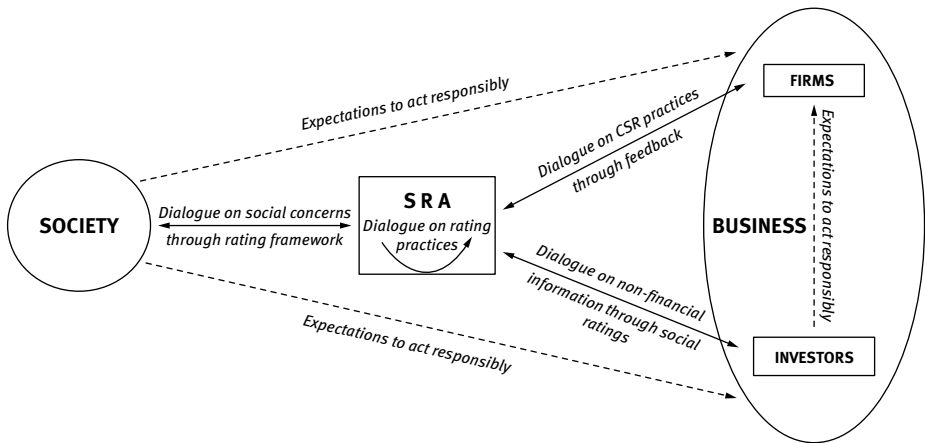 Expectations to act responsibly
FIRMS
Dialogue on CSR practices
through feedback
Expectations to act responsibly
SOCIETY
Dialogue on social concerns
through rating framework
S R A
Dialogue on rating
practices
BUSINESS
Dialogue on non-financial
information through social
ratings
Expectations to act responsibly
INVESTORS